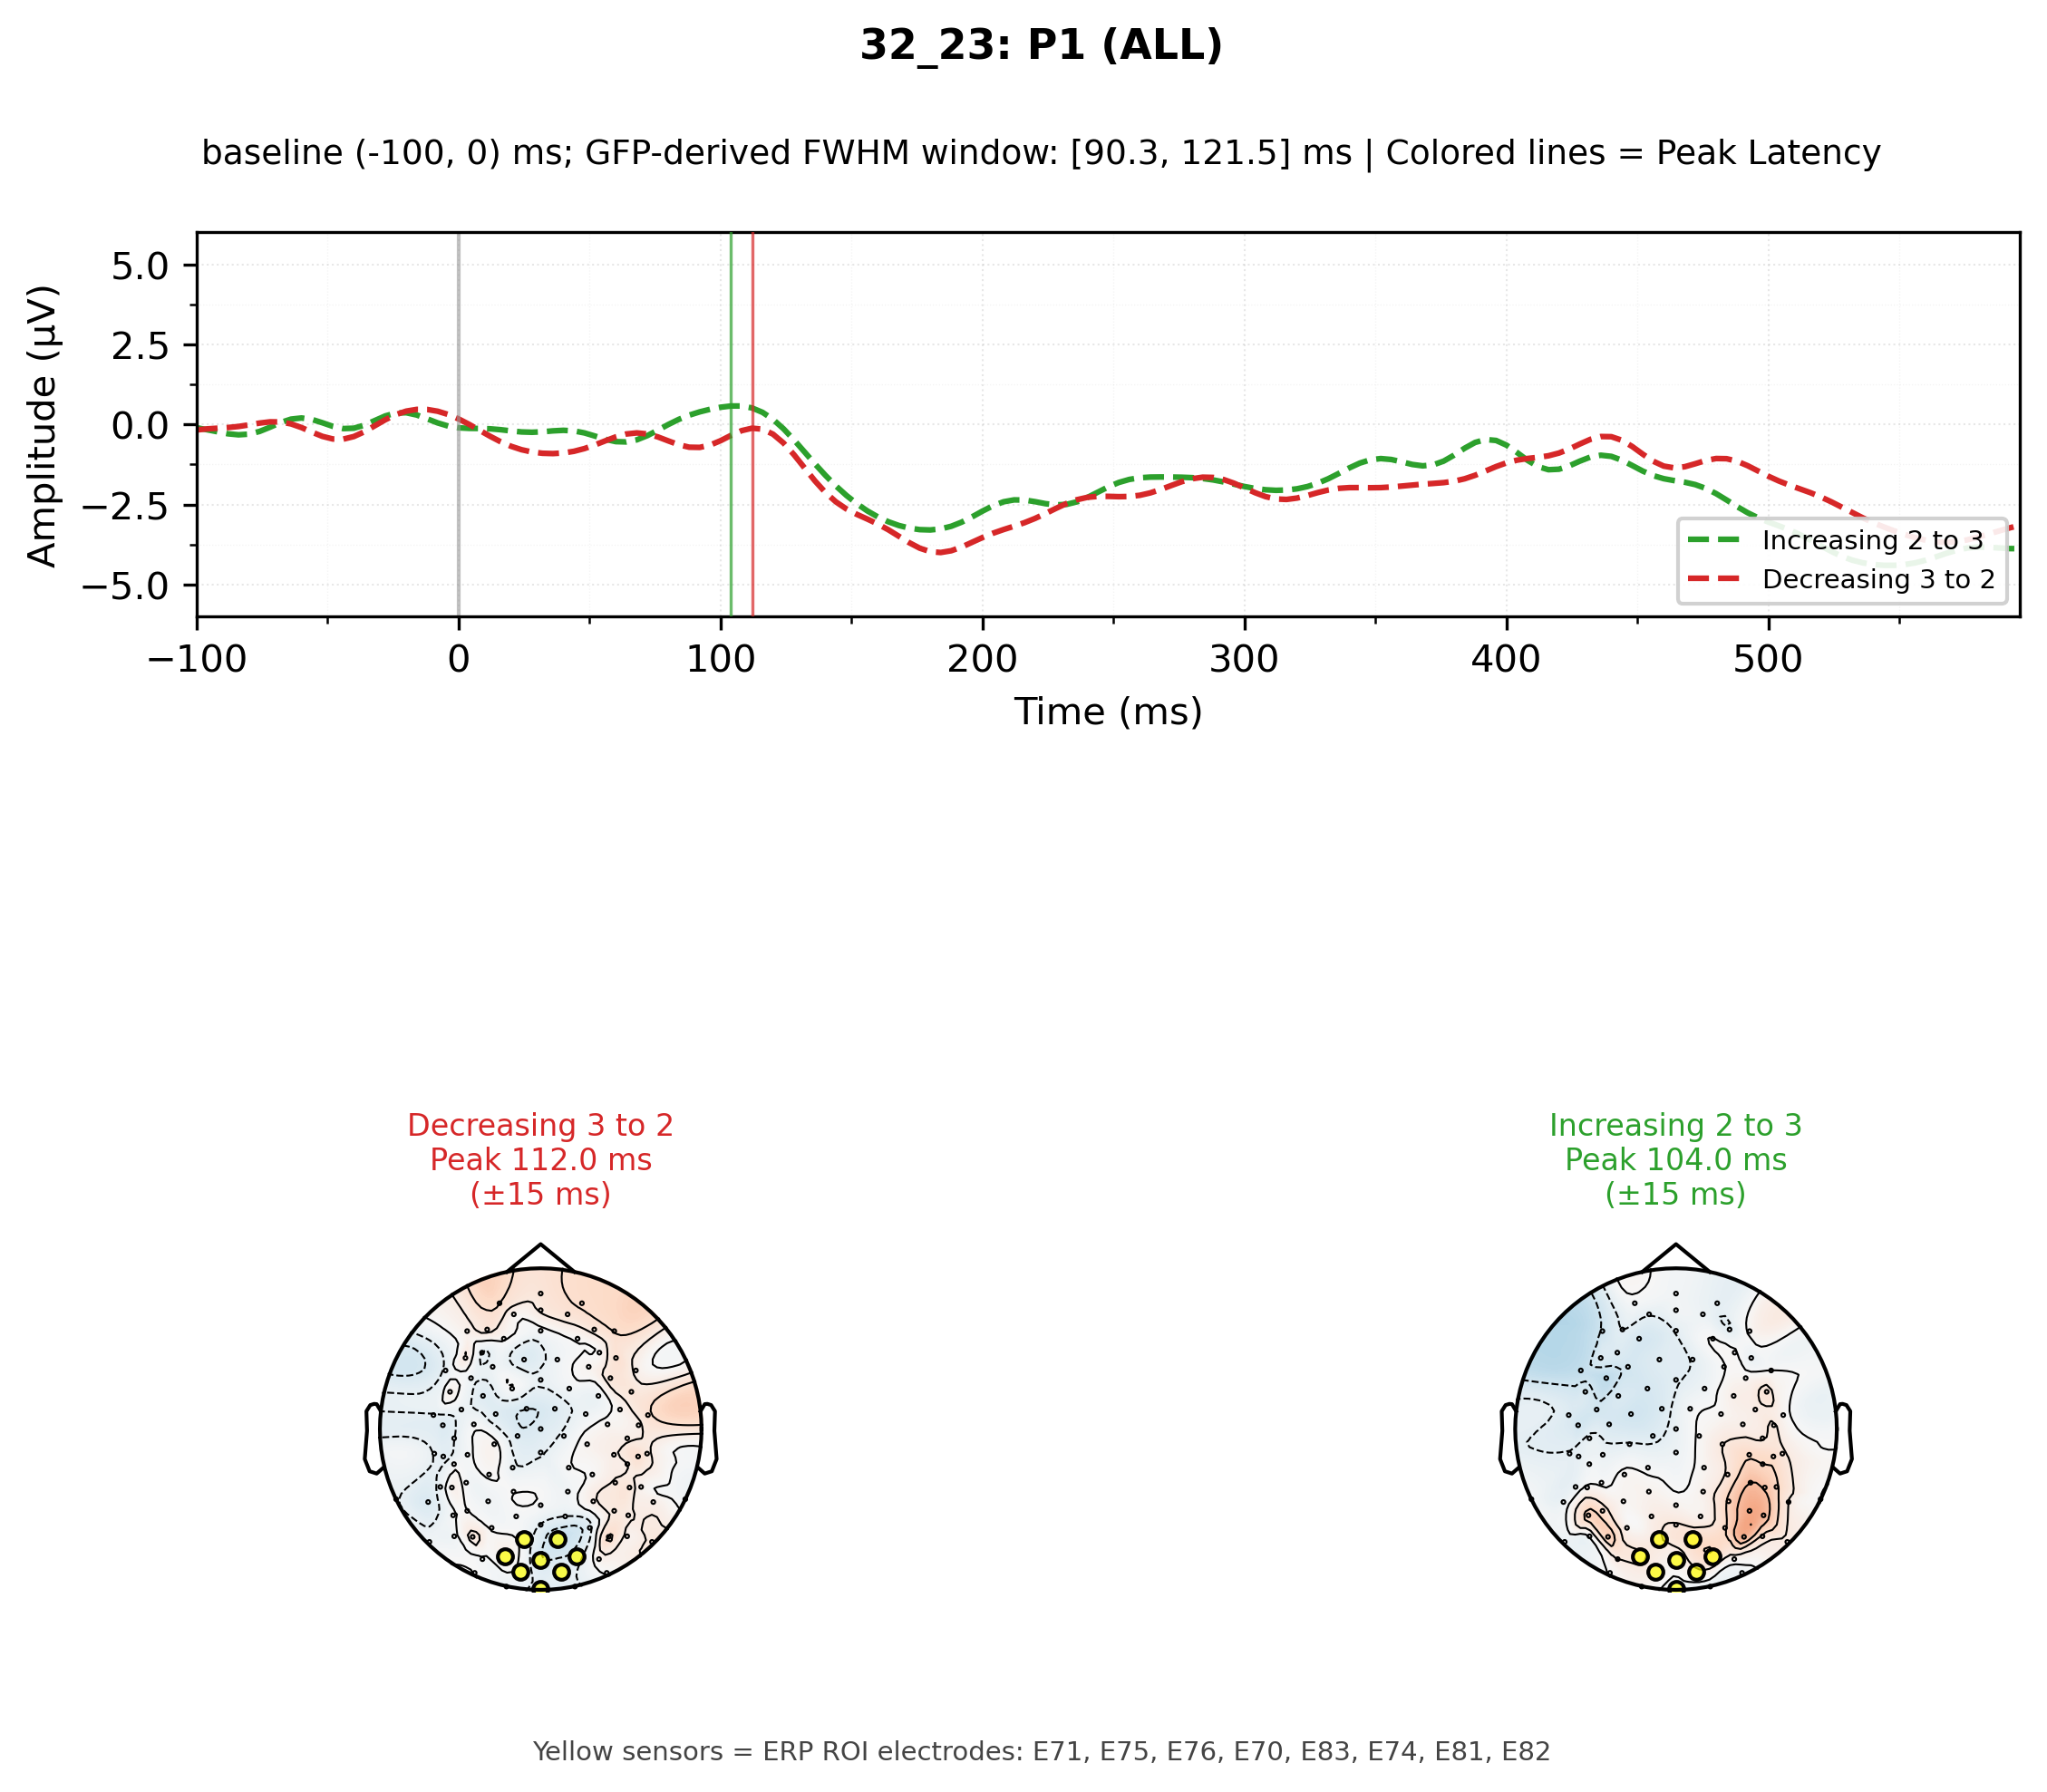 32_23: P1 (ALL)
baseline (-100, 0) ms; GFP-derived FWHM window: [90.3, 121.5] ms | Colored lines = Peak Latency
Amplitude (µV)
5.0
2.5
0.0
−2.5
−5.0
Increasing 2 to 3
Decreasing 3 to 2
−100 0 100 200 300 400 500
Time (ms)
Decreasing 3 to 2
Peak 112.0 ms
(±15 ms)
Increasing 2 to 3
Peak 104.0 ms
(±15 ms)
Yellow sensors = ERP ROI electrodes: E71, E75, E76, E70, E83, E74, E81, E82